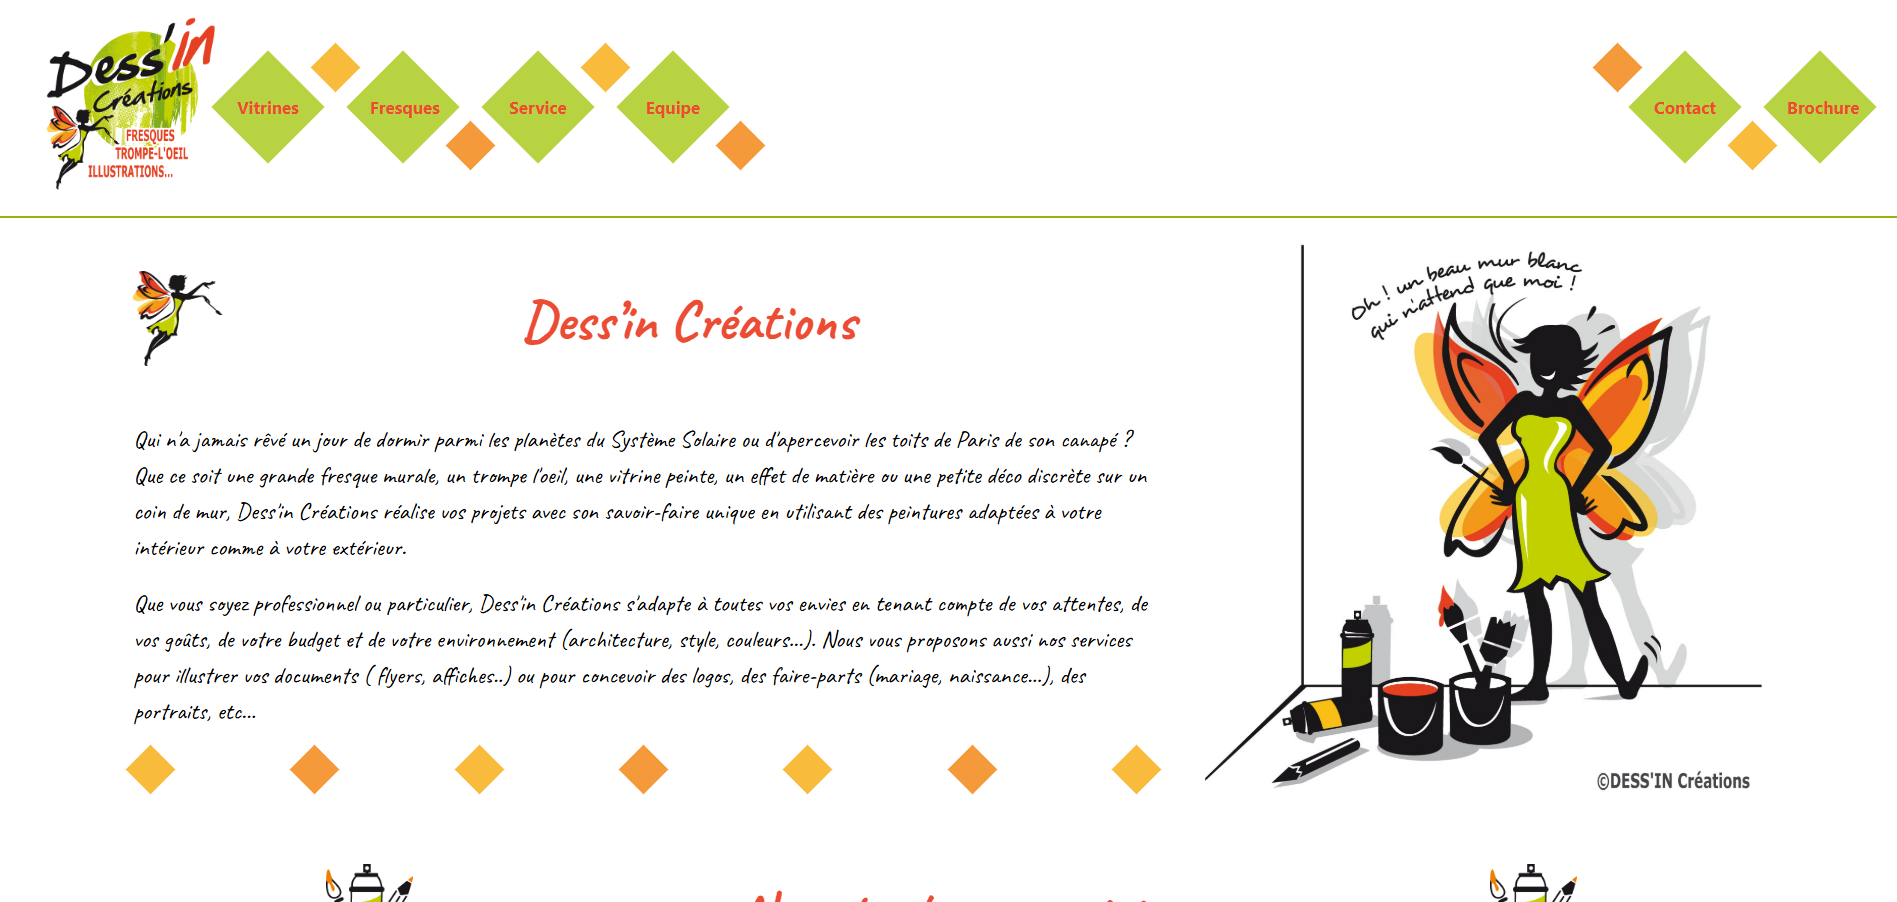 Dess'in
Créations
FRESQUES
TROMPE-L'OEIL
ILLUSTRATIONS...
Vitrines
Fresques
Service
Equipe
Contact
Brochure
Dess’in Créations
Qui n'a jamais rêvé un jour de dormir parmi les planètes du Système Solaire ou d'apercevoir les toits de Paris de son canapé ?
Que ce soit une grande fresque murale, un trompe l'oeil, une vitrine peinte, un effet de matière ou une petite déco discrète sur un
coin de mur, Dess'in Créations réalise vos projets avec son savoir-faire unique en utilisant des peintures adaptées à votre
intérieur comme à votre extérieur.
Que vous soyez professionnel ou particulier, Dess'in Créations s'adapte à toutes vos envies en tenant compte de vos attentes, de
vos goûts, de votre budget et de votre environnement (architecture, style, couleurs...). Nous vous proposons aussi nos services
pour illustrer vos documents ( flyers, affiches..) ou pour concevoir des logos, des faire-parts (mariage, naissance...), des
portraits, etc...
Oh ! un beau mur blanc
qui n'attend que moi !
©DESS'IN Créations